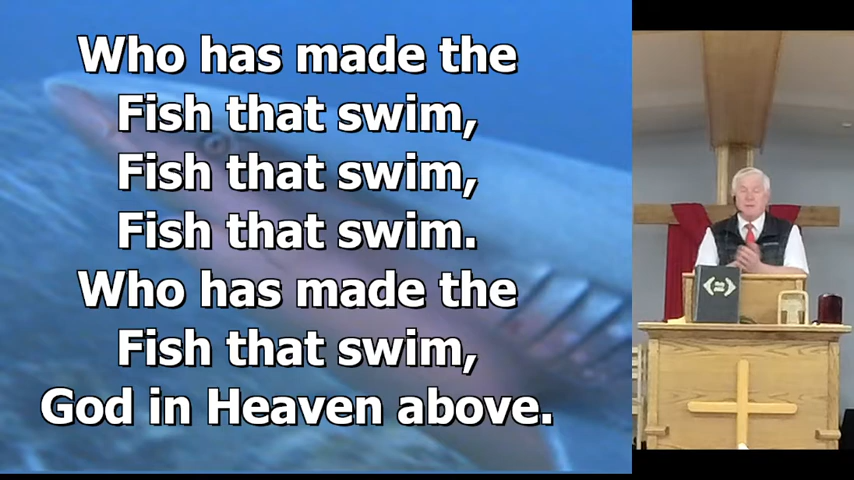 Who has made the
Fish that swim,
Fish that swim,
Fish that swim.
Who has made the
Fish that swim,
God in Heaven above.